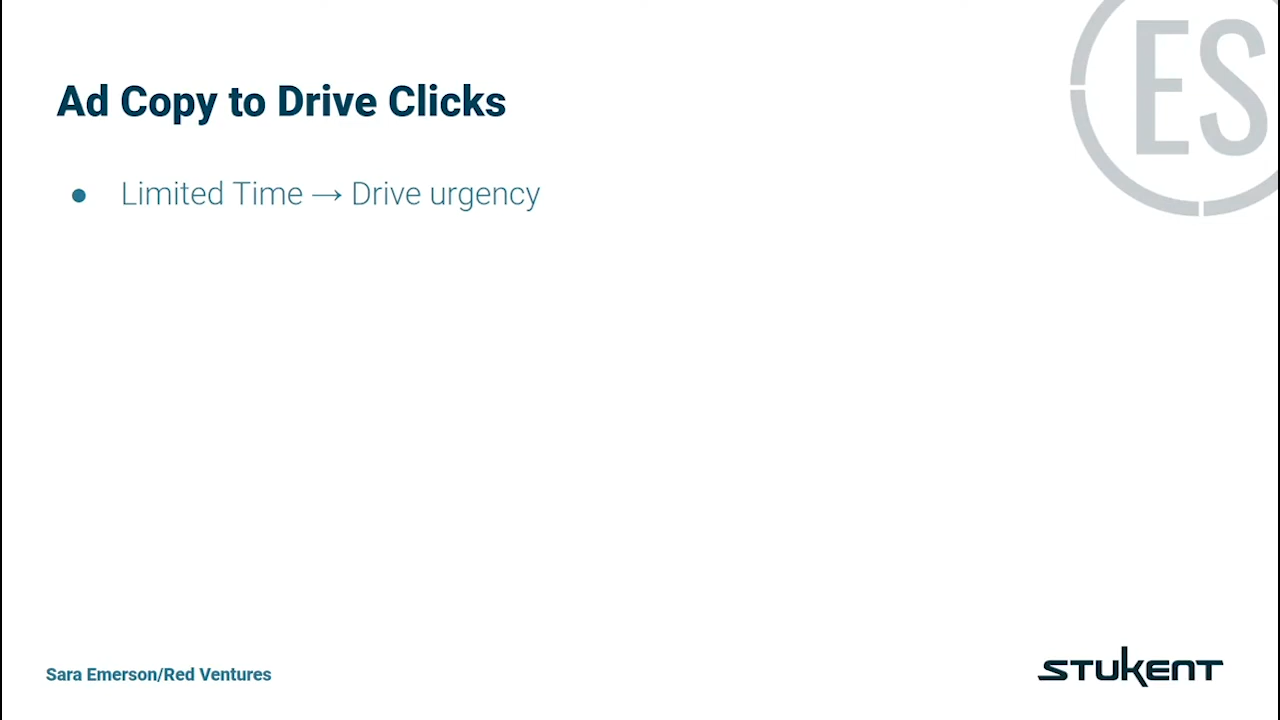 ES
Ad Copy to Drive Clicks
● Limited Time → Drive urgency
Sara Emerson/Red Ventures
STUKENT